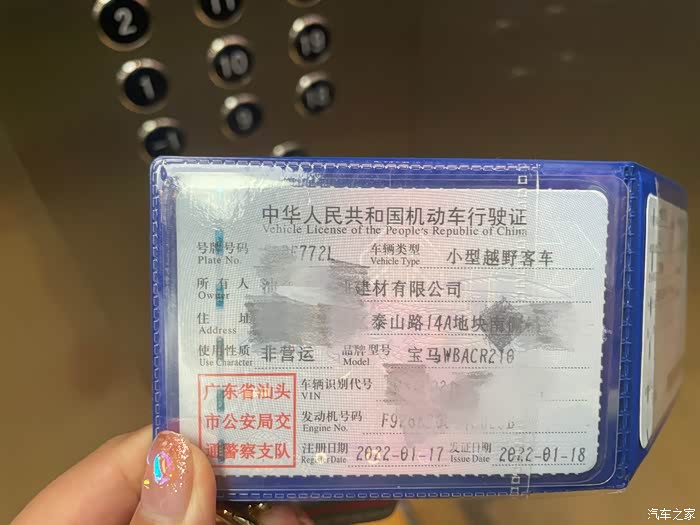 2
11
1
10
19
-1
9
中华人民共和国机动车行驶证
Vehicle License of the People's Republic of China
号牌号码
Plate No.
F772L
车辆类型
Vehicle Type
小型越野客车
所有人
Owner
建材有限公司
住址
Address
泰山路14A地块南侧
使用性质
Use Character
非营运
品牌型号
Model
宝马WBACR210
广东省汕头
市公安局交
通警察支队
车辆识别代号
VIN
发动机号码
Engine No.
注册日期
Register Date
2022-01-17
发证日期
Issue Date
2022-01-18
汽车之家